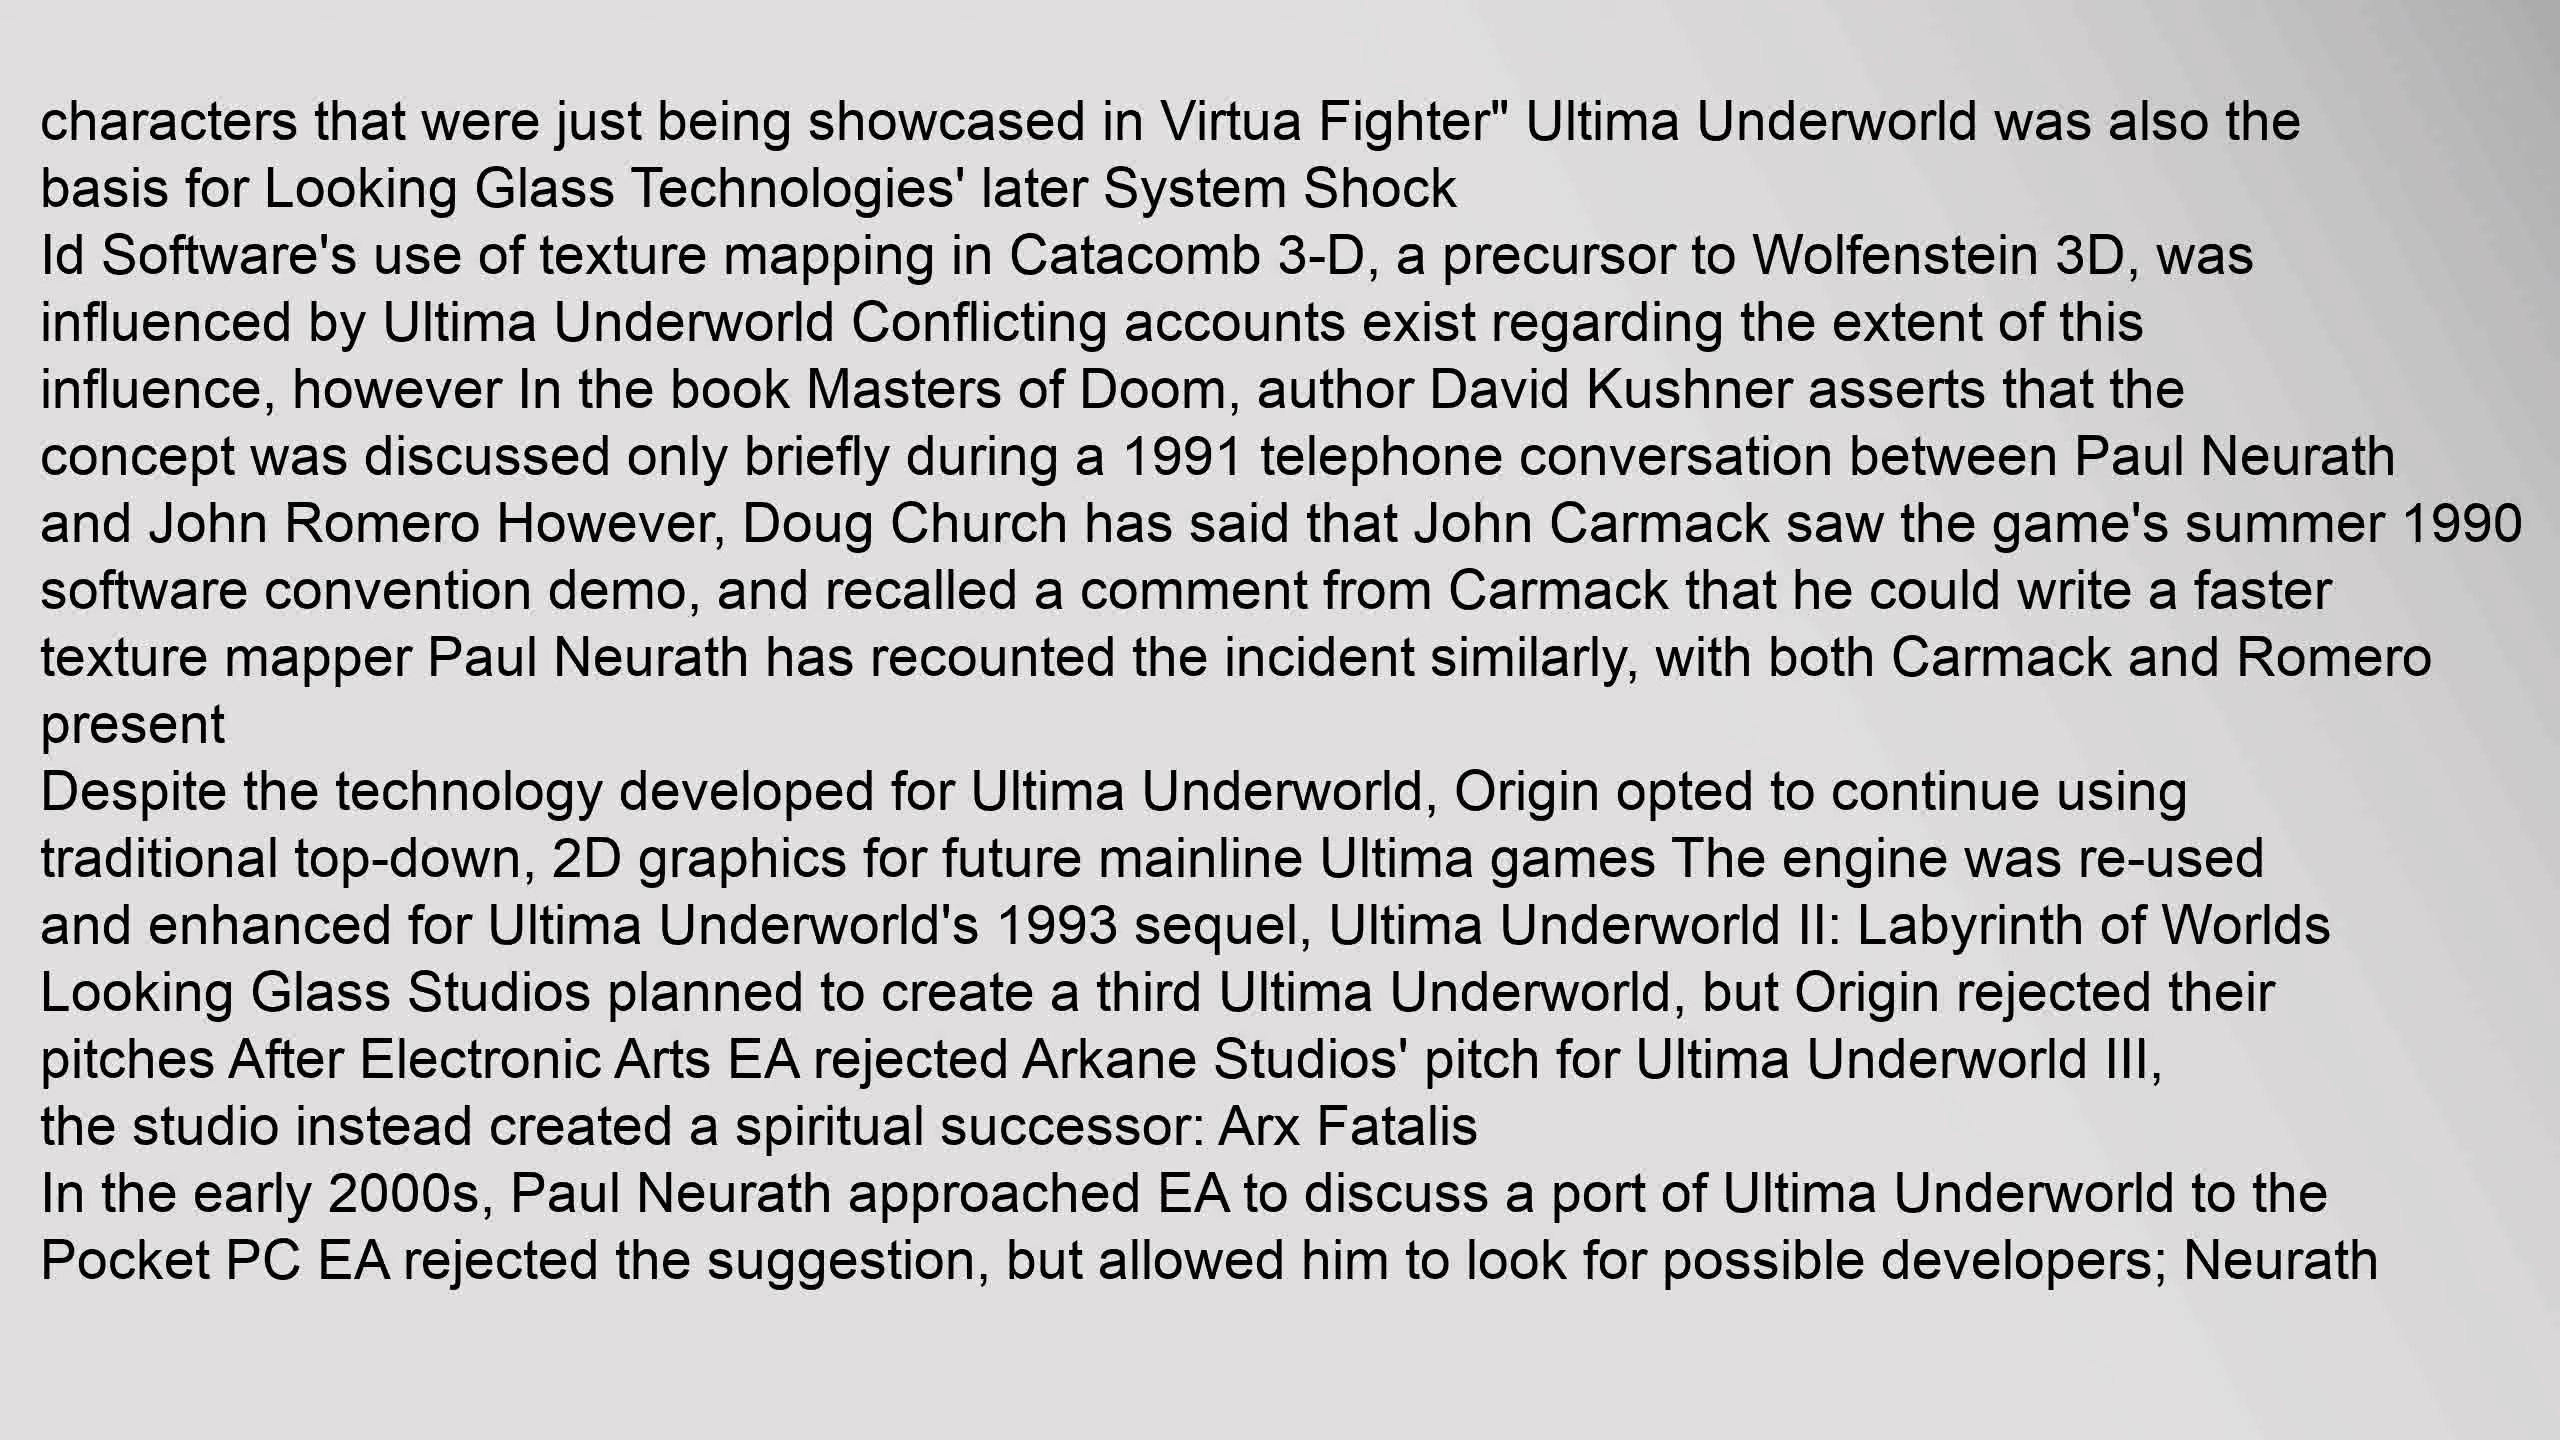 characters that were just being showcased in Virtua Fighter" Ultima Underworld was also the
basis for Looking Glass Technologies' later System Shock
Id Software's use of texture mapping in Catacomb 3-D, a precursor to Wolfenstein 3D, was
influenced by Ultima Underworld Conflicting accounts exist regarding the extent of this
influence, however In the book Masters of Doom, author David Kushner asserts that the
concept was discussed only briefly during a 1991 telephone conversation between Paul Neurath
and John Romero However, Doug Church has said that John Carmack saw the game's summer 1990
software convention demo, and recalled a comment from Carmack that he could write a faster
texture mapper Paul Neurath has recounted the incident similarly, with both Carmack and Romero
present
Despite the technology developed for Ultima Underworld, Origin opted to continue using
traditional top-down, 2D graphics for future mainline Ultima games The engine was re-used
and enhanced for Ultima Underworld's 1993 sequel, Ultima Underworld II: Labyrinth of Worlds
Looking Glass Studios planned to create a third Ultima Underworld, but Origin rejected their
pitches After Electronic Arts EA rejected Arkane Studios' pitch for Ultima Underworld III,
the studio instead created a spiritual successor: Arx Fatalis
In the early 2000s, Paul Neurath approached EA to discuss a port of Ultima Underworld to the
Pocket PC EA rejected the suggestion, but allowed him to look for possible developers; Neurath